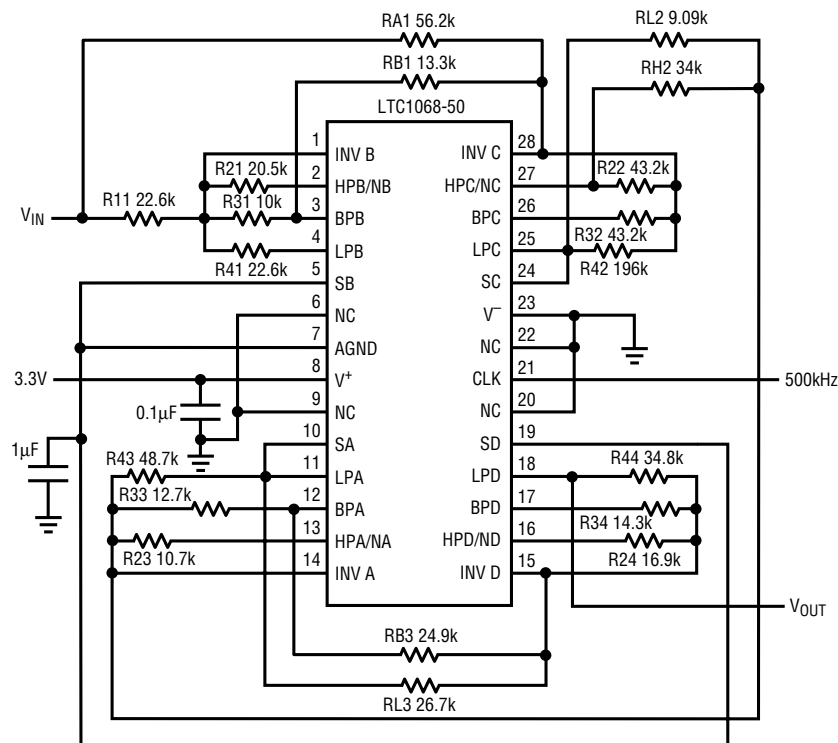 RA1 56.2k
RL2 9.09k
RB1 13.3k
RH2 34k
LTC1068-50
1
INV B
INV C
28
R21 20.5k
2
HPB/NB
HPC/NC
27
R22 43.2k
R11 22.6k
R31 10k
3
BPB
BPC
26
VIN
R32 43.2k
4
LPB
LPC
25
R41 22.6k
R42 196k
5
SB
SC
24
6
NC
V–
23
7
AGND
NC
22
3.3V
8
V+
CLK
21
500kHz
0.1µF
9
NC
NC
20
1µF
10
SA
SD
19
R43 48.7k
11
LPA
LPD
18
R44 34.8k
R33 12.7k
12
BPA
BPD
17
R34 14.3k
13
HPA/NA
HPD/ND
16
R23 10.7k
R24 16.9k
14
INV A
INV D
15
VOUT
RB3 24.9k
RL3 26.7k